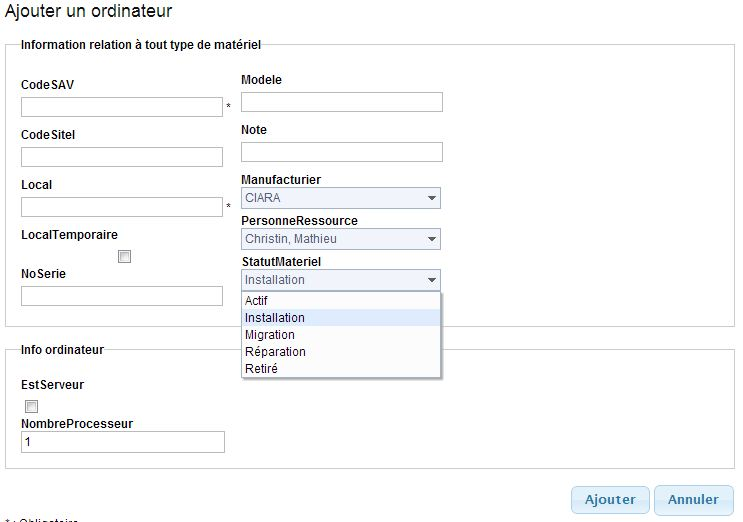 Ajouter un ordinateur
Information relation à tout type de matériel
CodeSAV
*
CodeSitel
Local
*
LocalTemporaire
NoSerie
Modele
Note
Manufacturier
CIARA
PersonneRessource
Christin, Mathieu
StatutMateriel
Installation
Actif
Installation
Migration
Réparation
Retiré
Info ordinateur
EstServeur
NombreProcesseur
1
Ajouter Annuler
* : Obligatoire